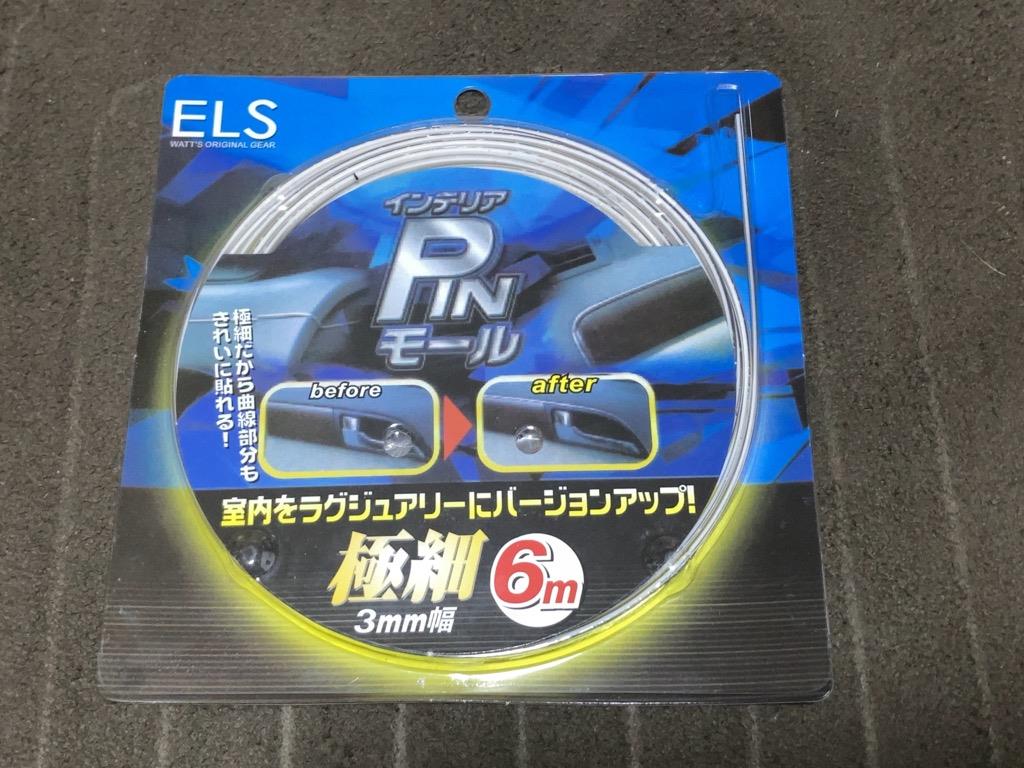 ELS
WATT'S ORIGINAL GEAR
インテリア
PIN
モール
極細だから曲線部分も
きれいに貼れる!
before
after
室内をラグジュアリーにバージョンアップ!
極細
6m
3mm幅